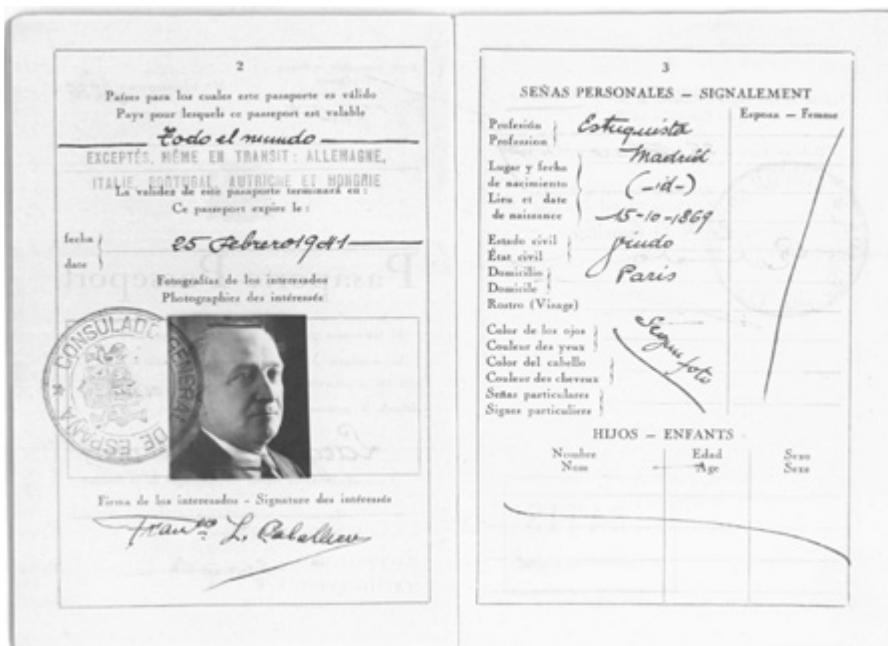 2
Países para los cuales este pasaporte es válido
Pays pour lesquels ce passeport est valable
Todo el mundo
EXCEPTÉS, MÊME EN TRANSIT: ALLEMAGNE,
ITALIE, PORTUGAL, AUTRICHE ET HONGRIE
La validez de este pasaporte terminará en:
Ce passeport expire le:
fecha
date
25 Febrero 1941
Fotografías de los interesados
Photographies des intéressés
CONSULADO GENERAL DE ESPAÑA
Firma de los interesados - Signature des intéressés
Franco L. Caballero
3
SEÑAS PERSONALES – SIGNALEMENT
Esposa – Femme
Profesión
Profession
Estuquista
Lugar y fecha
de nacimiento
Lieu et date
de naissance
Madrid
(-id-)
15-10-1869
Estado civil
État civil
viudo
Domicilio
Domicile
París
Rostro (Visage)
Color de los ojos
Couleur des yeux
Color del cabello
Couleur des cheveux
Señas particulares
Signes particuliers
Según foto
HIJOS – ENFANTS
Nombre Edad Sexo
Nom Age Sexe